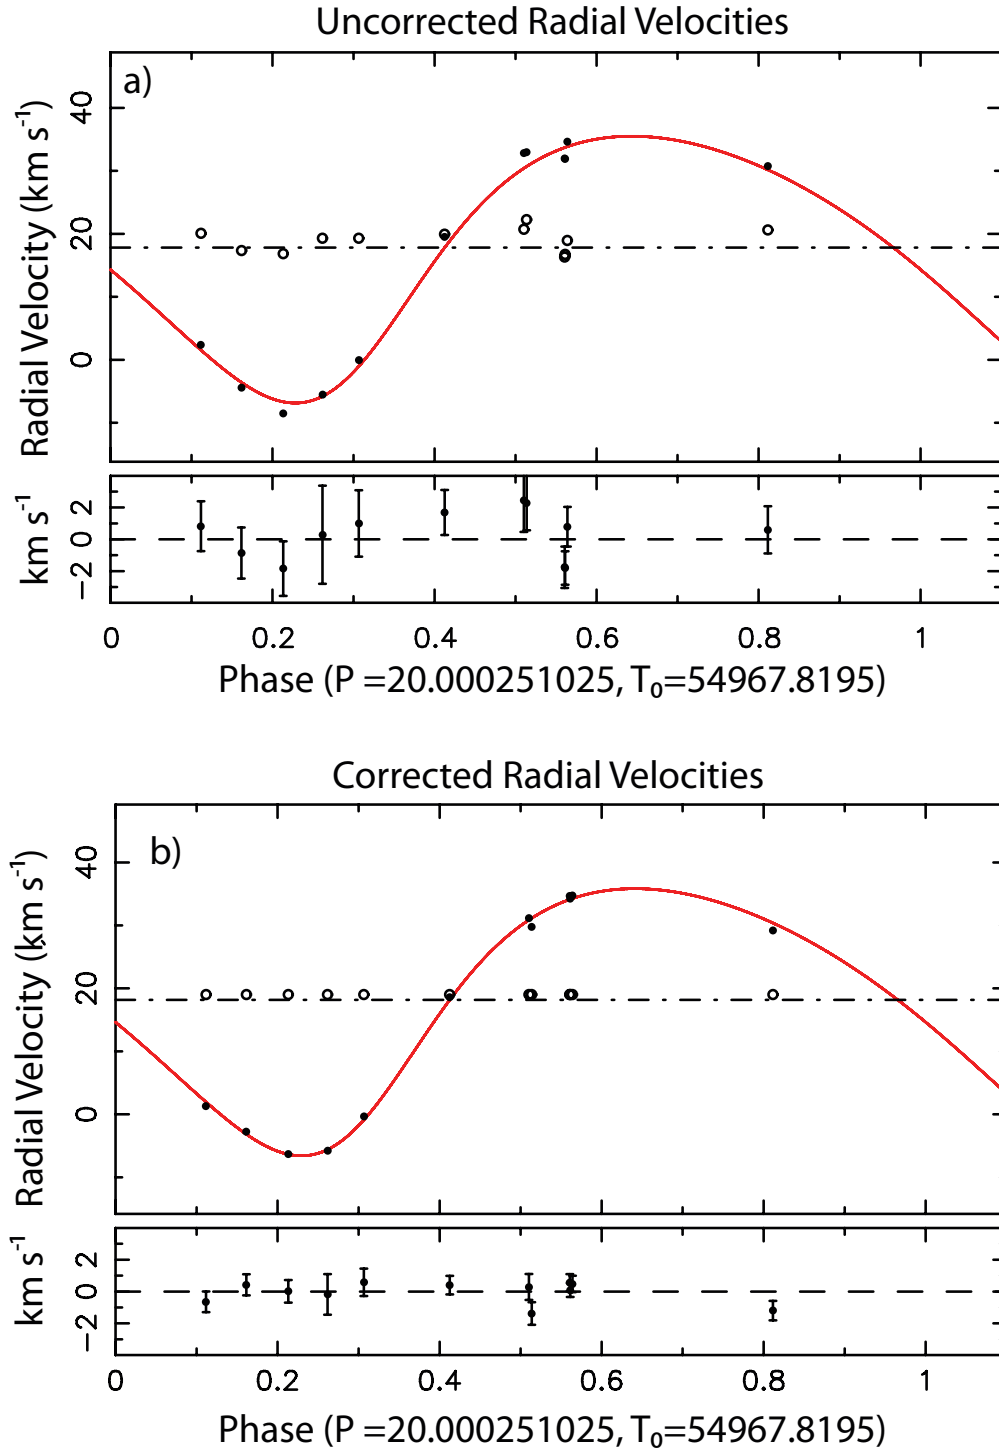 Uncorrected Radial Velocities
a)
Radial Velocity (km s⁻¹)
40
20
0
km s⁻¹
2
0
−2
0 0.2 0.4 0.6 0.8 1
Phase (P =20.000251025, T₀=54967.8195)
Corrected Radial Velocities
b)
Radial Velocity (km s⁻¹)
40
20
0
km s⁻¹
2
0
−2
0 0.2 0.4 0.6 0.8 1
Phase (P =20.000251025, T₀=54967.8195)